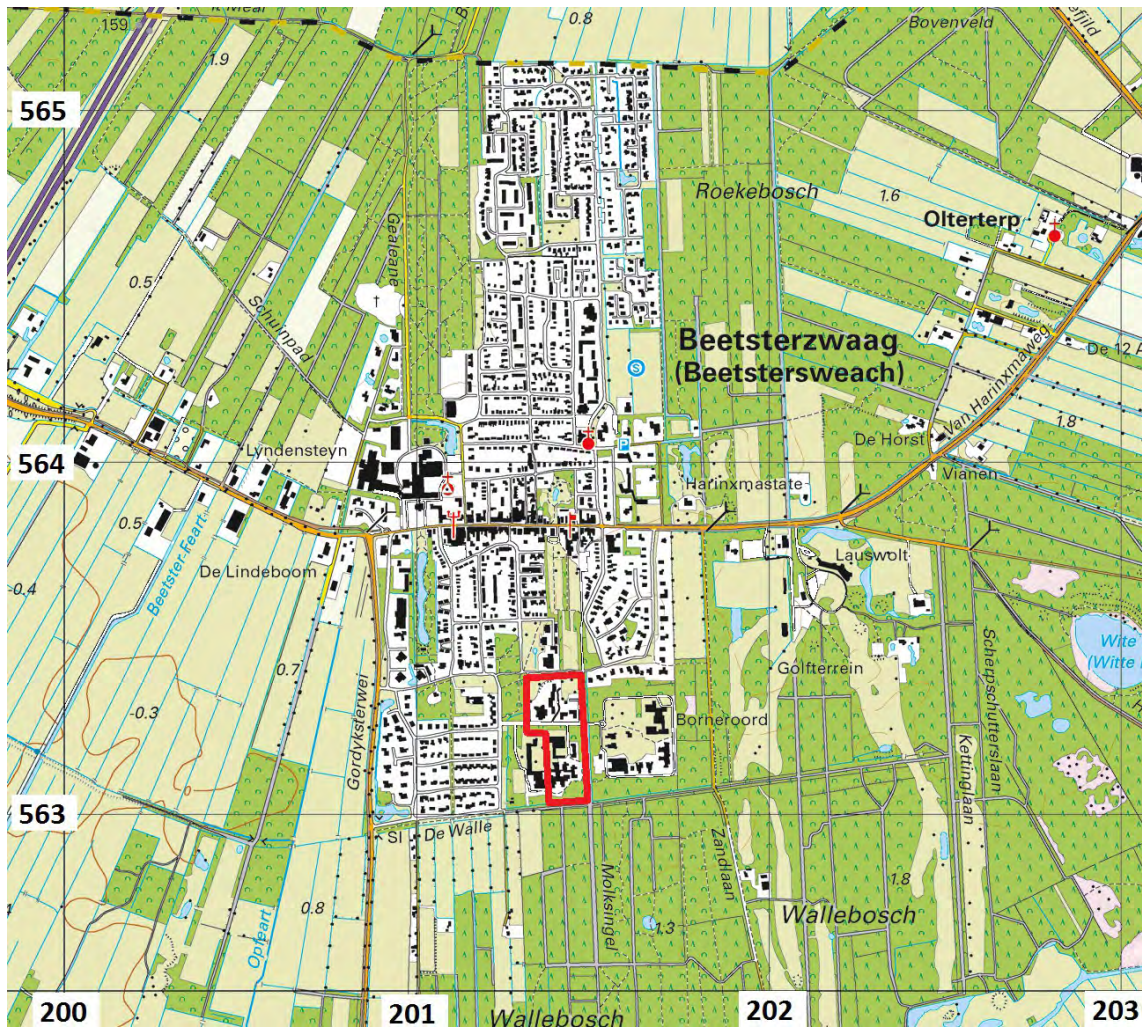 159
1.9
0.8
Bovenveld
565
Roekebosch
1.6
Olterterp
Gealeane
0.5
Schulpad
Beetsterzwaag
(Beetstersweach)
De 12
Van Harinxmaweg
1.8
S
P
De Horst
564
Lyndensteyn
Vianen
Harinxmastate
0.5
Beetster Feart
De Lindeboom
Lauswolt
-0.4
Wite
(Witte
0.7
Golfterrein
Scherpschutterslaan
-0.3
Gordyksterwei
Borneroord
Kettinglaan
563
SI
De Walle
Zandlaan
Molksingel
1.8
Opfeart
0.8
1.3
Wallebosch
200
201
Wallebosch
202
203